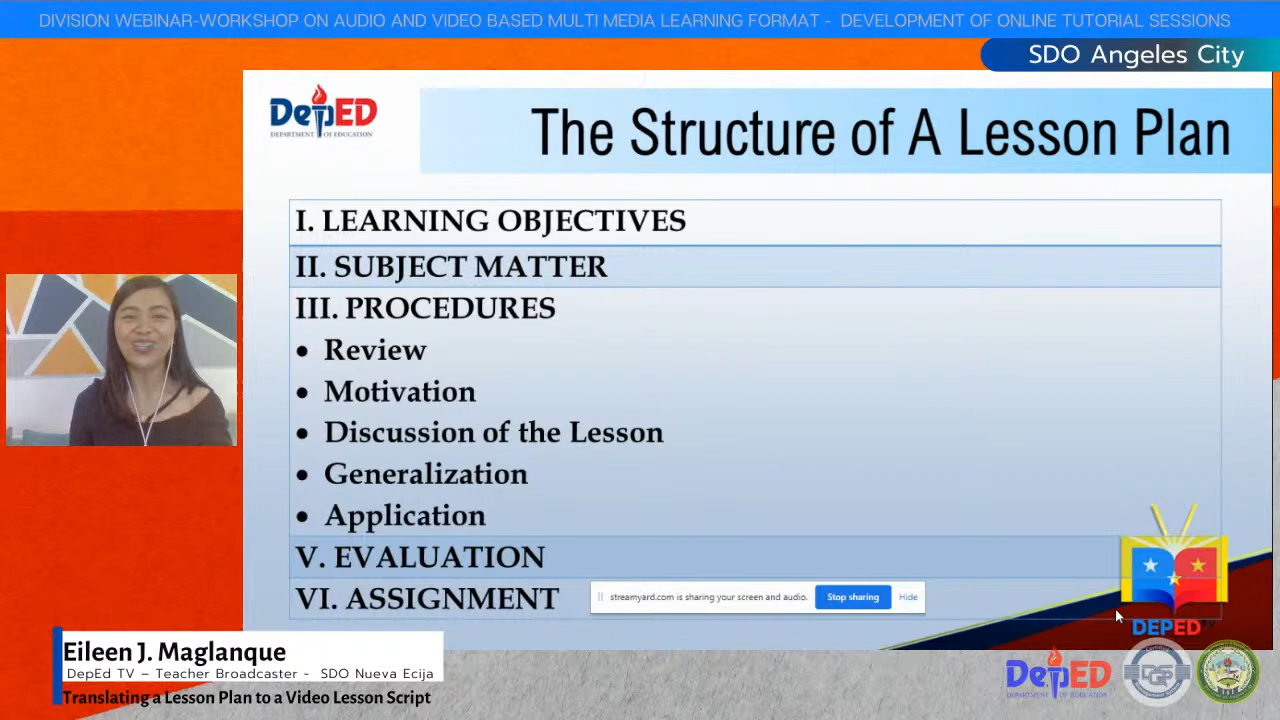 DIVISION WEBINAR-WORKSHOP ON AUDIO AND VIDEO BASED MULTI MEDIA LEARNING FORMAT - DEVELOPMENT OF ONLINE TUTORIAL SESSIONS
SDO Angeles City
DepED
DEPARTMENT OF EDUCATION
The Structure of A Lesson Plan
I. LEARNING OBJECTIVES
II. SUBJECT MATTER
III. PROCEDURES
• Review
• Motivation
• Discussion of the Lesson
• Generalization
• Application
V. EVALUATION
VI. ASSIGNMENT
streamyard.com is sharing your screen and audio. Stop sharing Hide
DEPED
Eileen J. Maglanque
DepEd TV – Teacher Broadcaster - SDO Nueva Ecija
Translating a Lesson Plan to a Video Lesson Script
DepED
DEPARTMENT OF EDUCATION